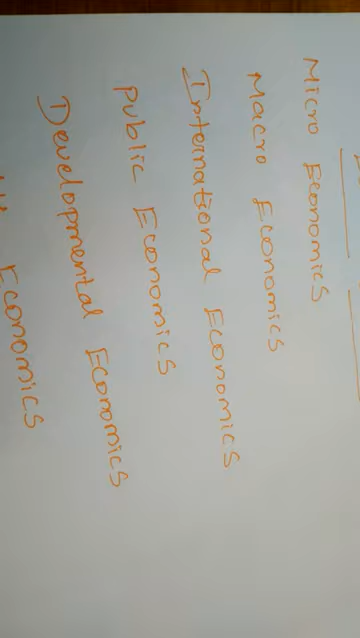 Micro Economics
Macro Economics
International Economics
Public Economics
Developmental Economics
Economics